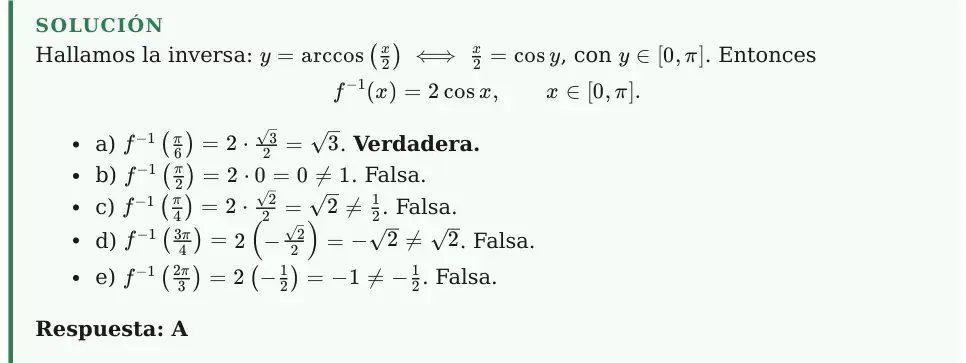 SOLUCIÓN
Hallamos la inversa: y = arccos(x/2) ⟺ x/2 = cos y, con y ∈ [0, π]. Entonces
f⁻¹(x) = 2 cos x, x ∈ [0, π].
• a) f⁻¹(π/6) = 2 · √3/2 = √3. Verdadera.
• b) f⁻¹(π/2) = 2 · 0 = 0 ≠ 1. Falsa.
• c) f⁻¹(π/4) = 2 · √2/2 = √2 ≠ 1/2. Falsa.
• d) f⁻¹(3π/4) = 2(−√2/2) = −√2 ≠ √2. Falsa.
• e) f⁻¹(2π/3) = 2(−1/2) = −1 ≠ −1/2. Falsa.
Respuesta: A